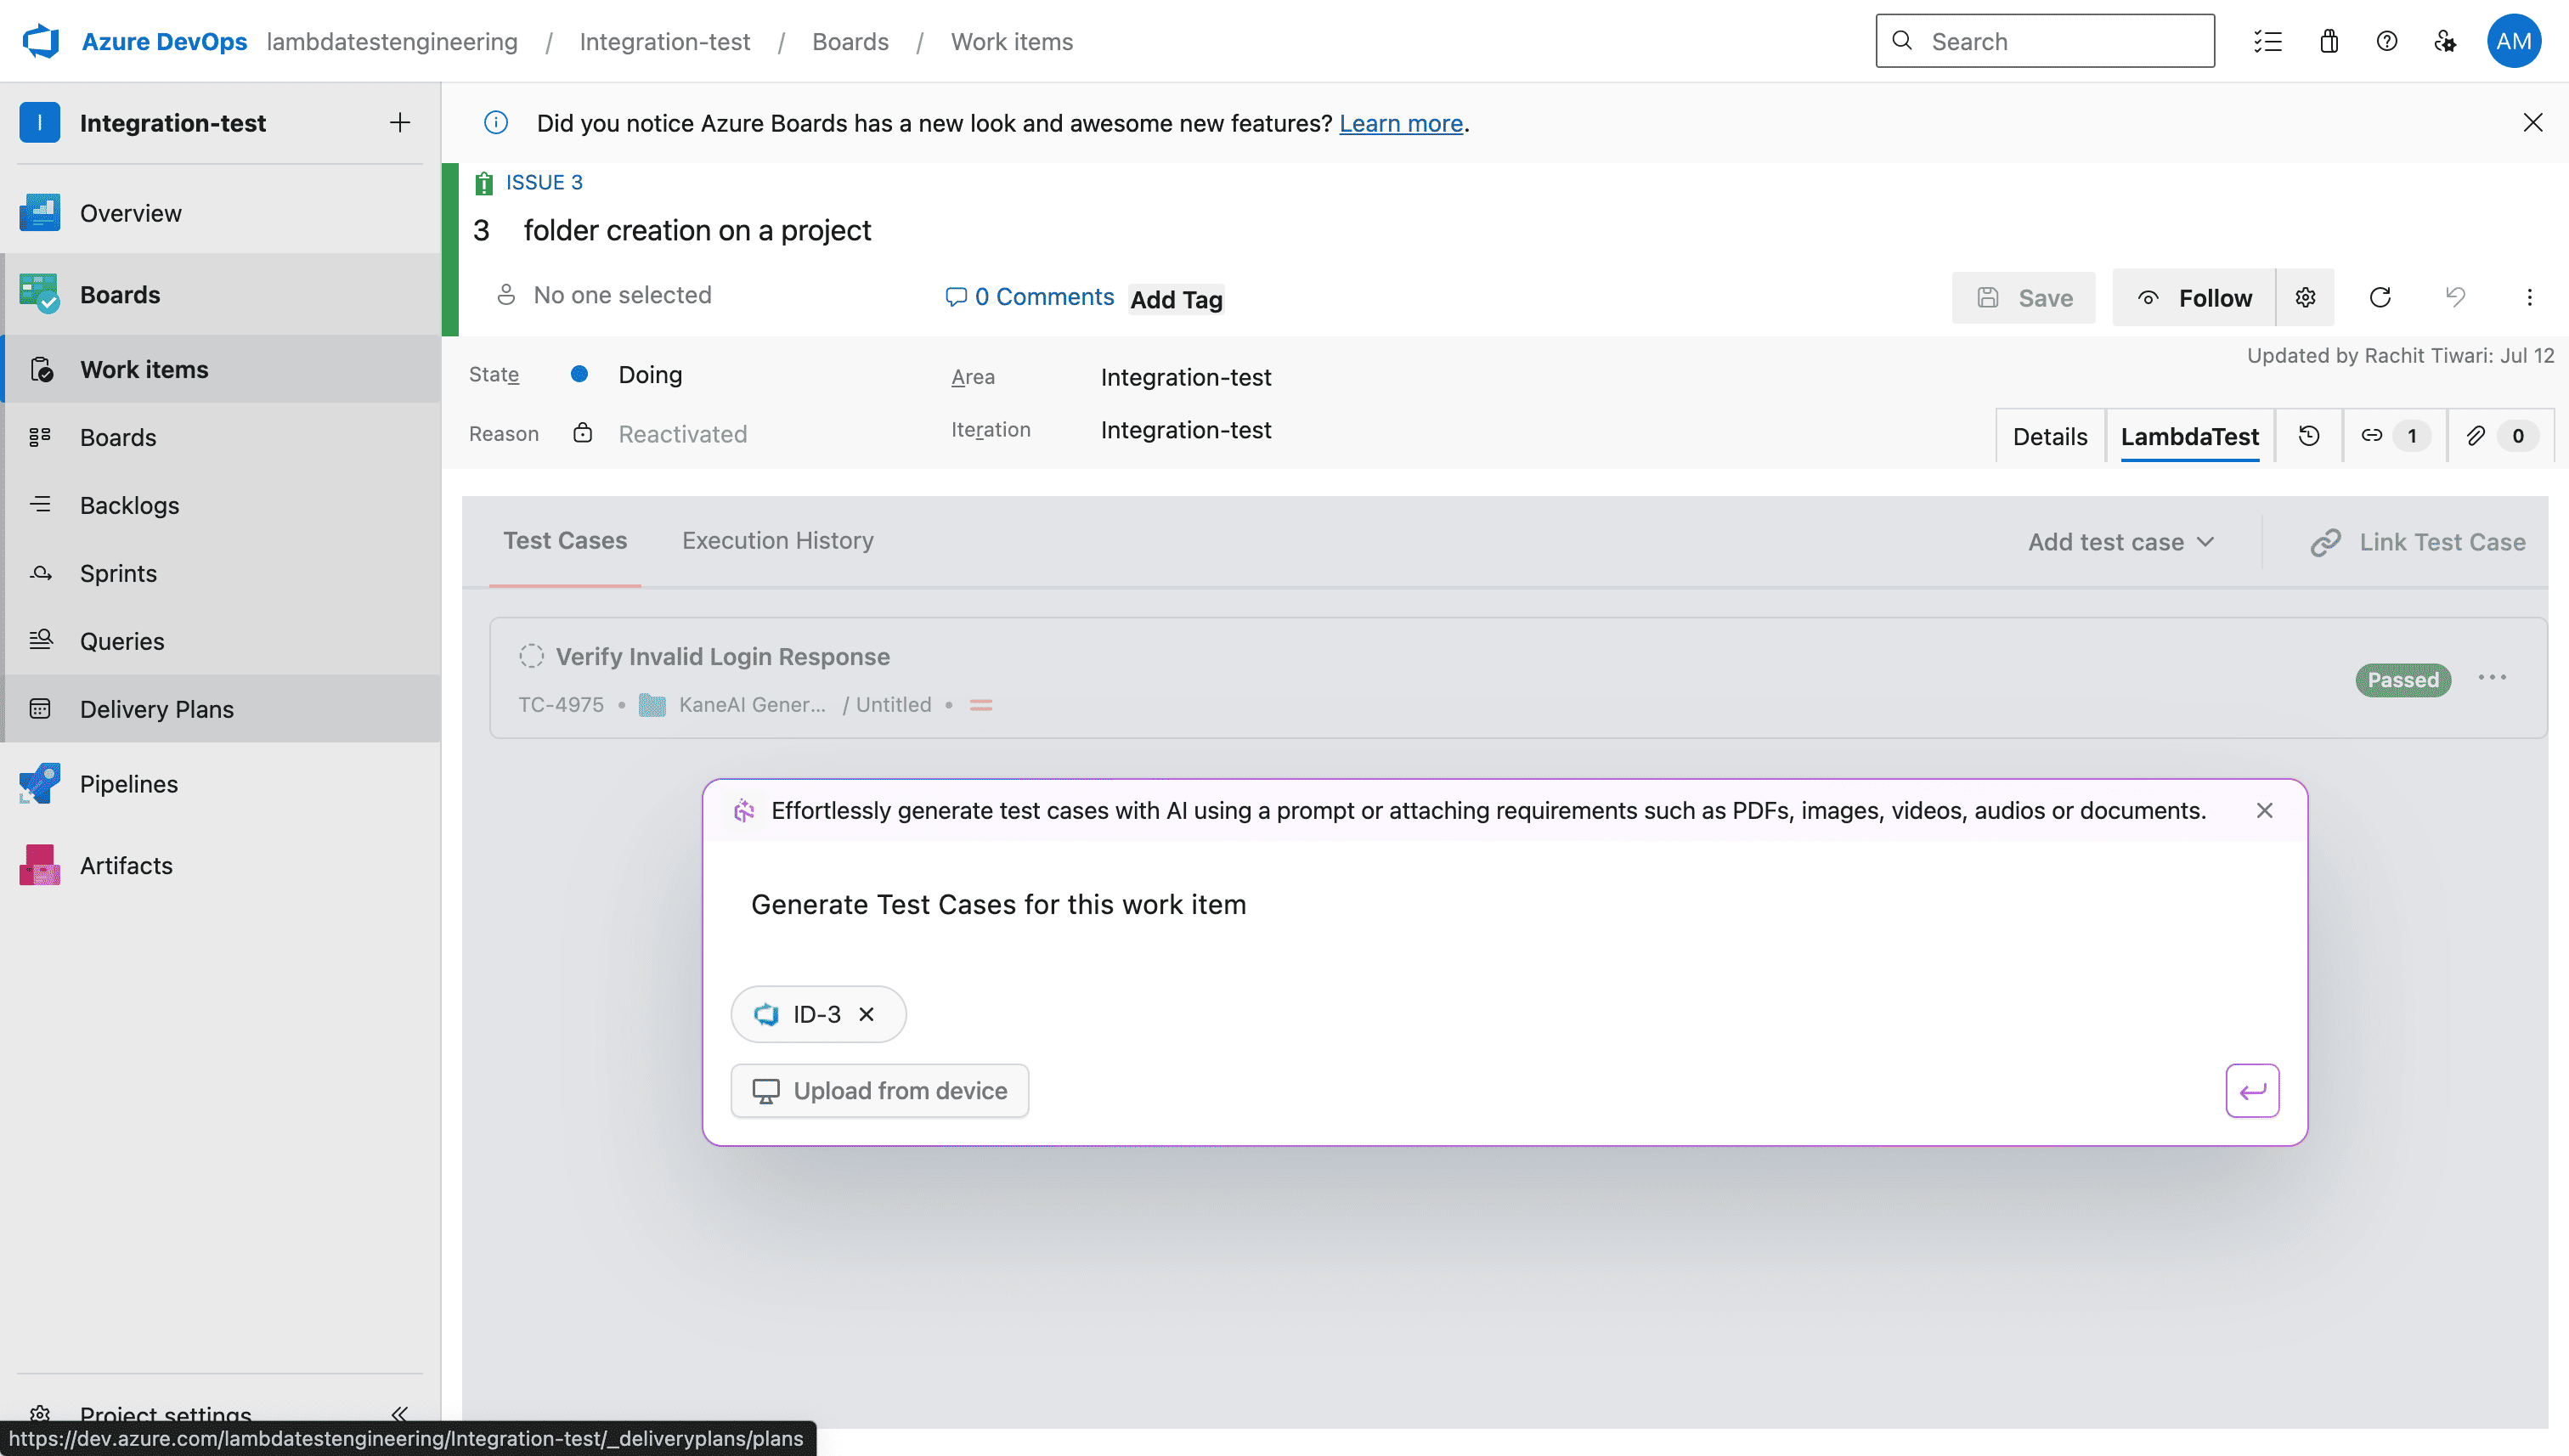 Azure DevOps lambdatestengineering / Integration-test / Boards / Work items
Search
AM
I Integration-test
Did you notice Azure Boards has a new look and awesome new features? Learn more.
Overview
Boards
Work items
Boards
Backlogs
Sprints
Queries
Delivery Plans
Pipelines
Artifacts
Project settings
https://dev.azure.com/lambdatestengineering/Integration-test/_deliveryplans/plans
ISSUE 3
3 folder creation on a project
No one selected
0 Comments
Add Tag
Save
Follow
State Doing
Area Integration-test
Updated by Rachit Tiwari: Jul 12
Reason Reactivated
Iteration Integration-test
Details
LambdaTest
1
0
Test Cases
Execution History
Add test case
Link Test Case
Verify Invalid Login Response
TC-4975 • KaneAI Gener... / Untitled •
Passed
Effortlessly generate test cases with AI using a prompt or attaching requirements such as PDFs, images, videos, audios or documents.
Generate Test Cases for this work item
ID-3
Upload from device